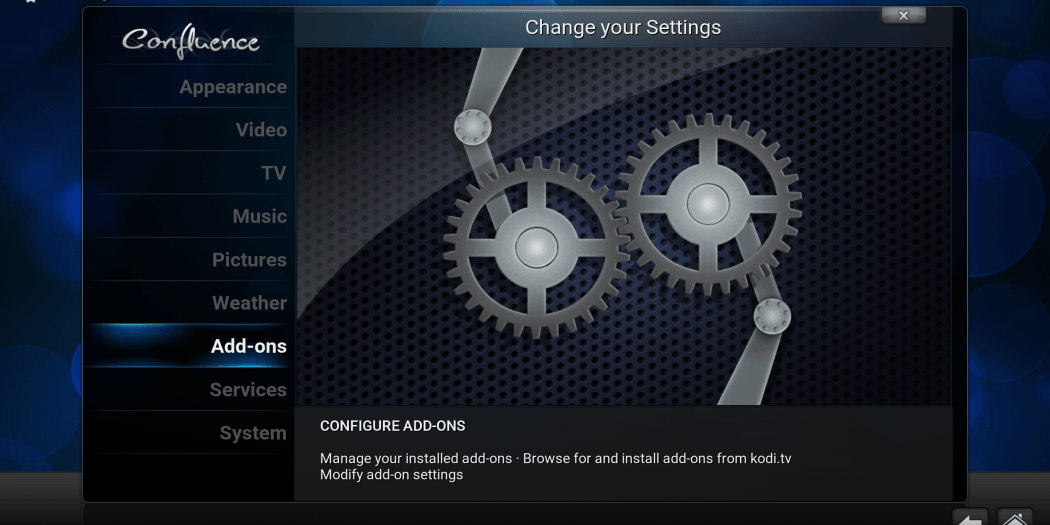 Confluence
Change your Settings
Appearance
Video
TV
Music
Pictures
Weather
Add-ons
Services
System
CONFIGURE ADD-ONS
Manage your installed add-ons · Browse for and install add-ons from kodi.tv
Modify add-on settings